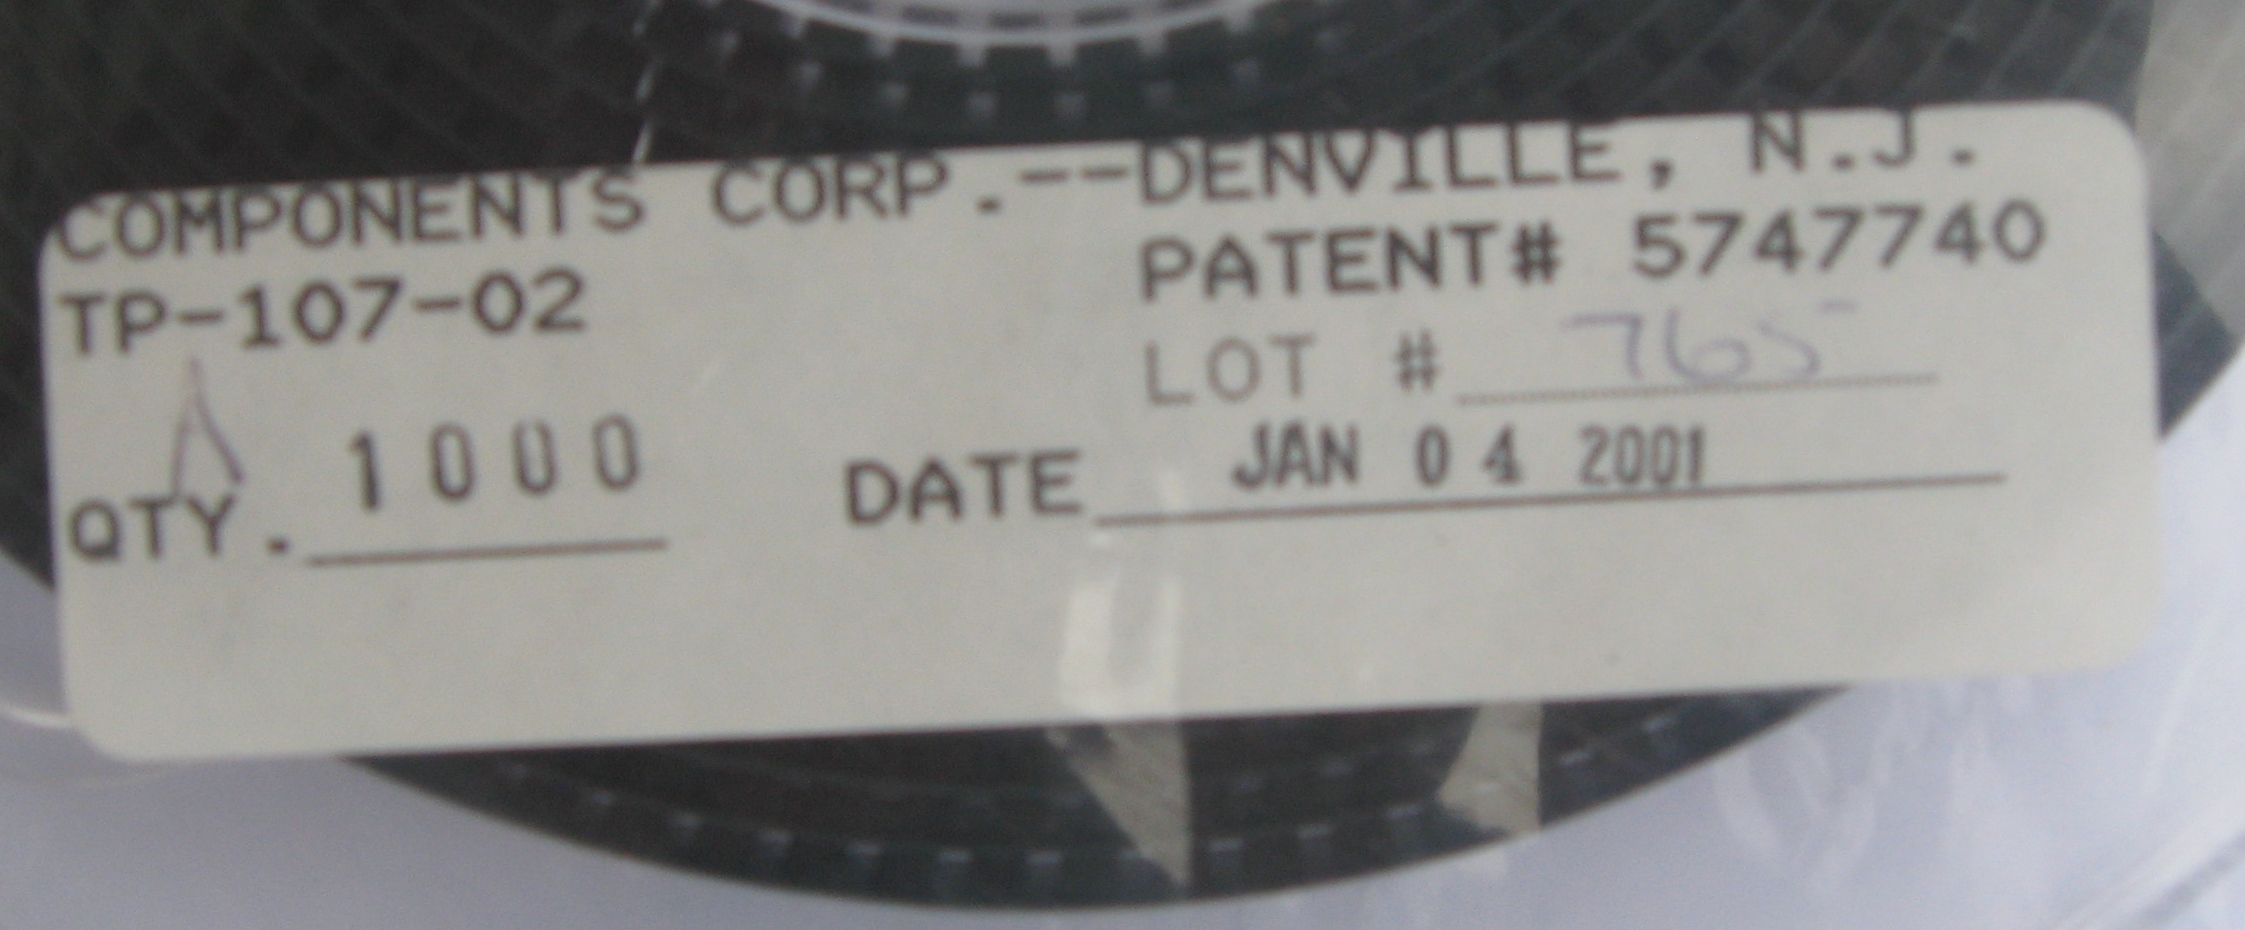 COMPONENTS CORP.--DENVILLE, N.J.
TP-107-02 PATENT# 5747740
LOT # 765
QTY. 1000 DATE JAN 04 2001